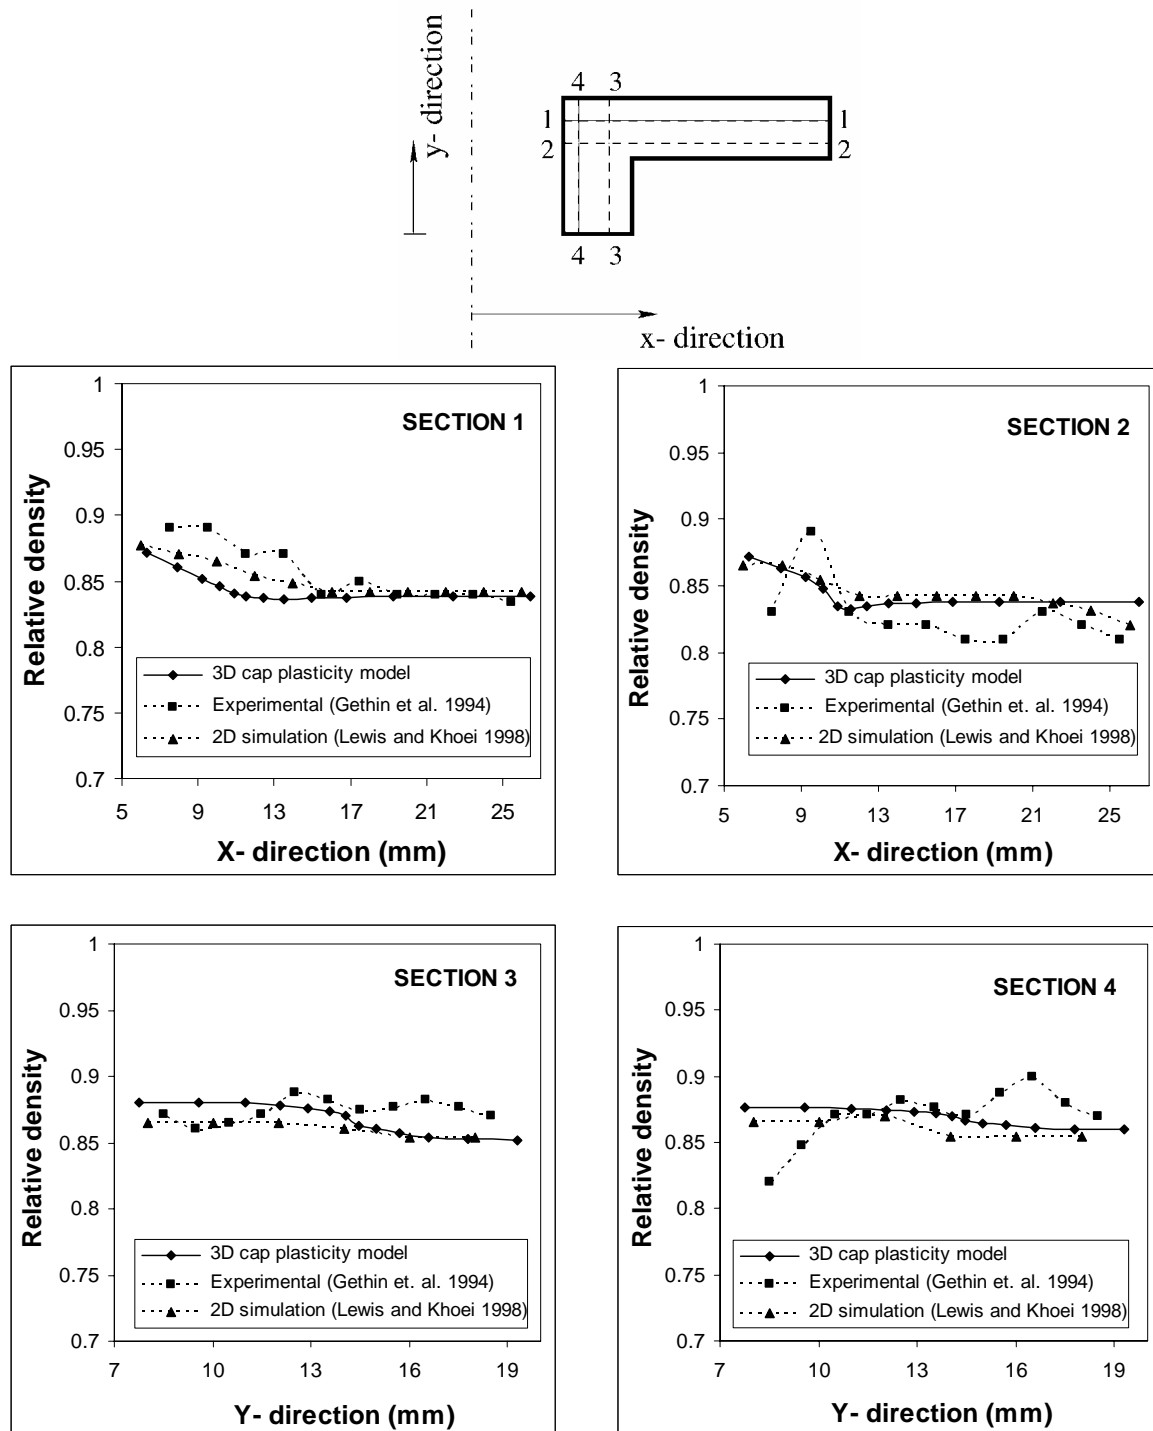 y- direction
4 3
1 1
2 2
4 3
x- direction
SECTION 1
Relative density
1
0.95
0.9
0.85
0.8
0.75
0.7
3D cap plasticity model
Experimental (Gethin et. al. 1994)
2D simulation (Lewis and Khoei 1998)
5 9 13 17 21 25
X- direction (mm)
SECTION 2
Relative density
1
0.95
0.9
0.85
0.8
0.75
0.7
3D cap plasticity model
Experimental (Gethin et. al. 1994)
2D simulation (Lewis and Khoei 1998)
5 9 13 17 21 25
X- direction (mm)
SECTION 3
Relative density
1
0.95
0.9
0.85
0.8
0.75
0.7
3D cap plasticity model
Experimental (Gethin et. al. 1994)
2D simulation (Lewis and Khoei 1998)
7 10 13 16 19
Y- direction (mm)
SECTION 4
Relative density
1
0.95
0.9
0.85
0.8
0.75
0.7
3D cap plasticity model
Experimental (Gethin et. al. 1994)
2D simulation (Lewis and Khoei 1998)
7 10 13 16 19
Y- direction (mm)